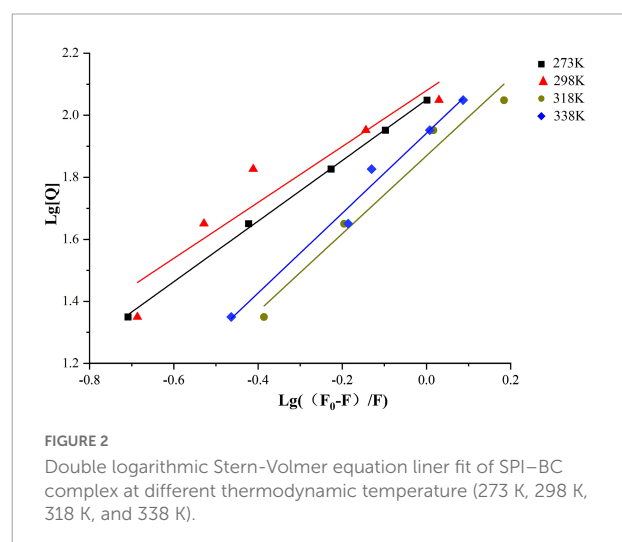 2.2
2.0
1.8
1.6
1.4
1.2
Lg[Q]
-0.8
-0.6
-0.4
-0.2
0.0
0.2
Lg(（F0-F）/F)
273K
298K
318K
338K
FIGURE 2
Double logarithmic Stern-Volmer equation liner fit of SPI–BC
complex at different thermodynamic temperature (273 K, 298 K,
318 K, and 338 K).